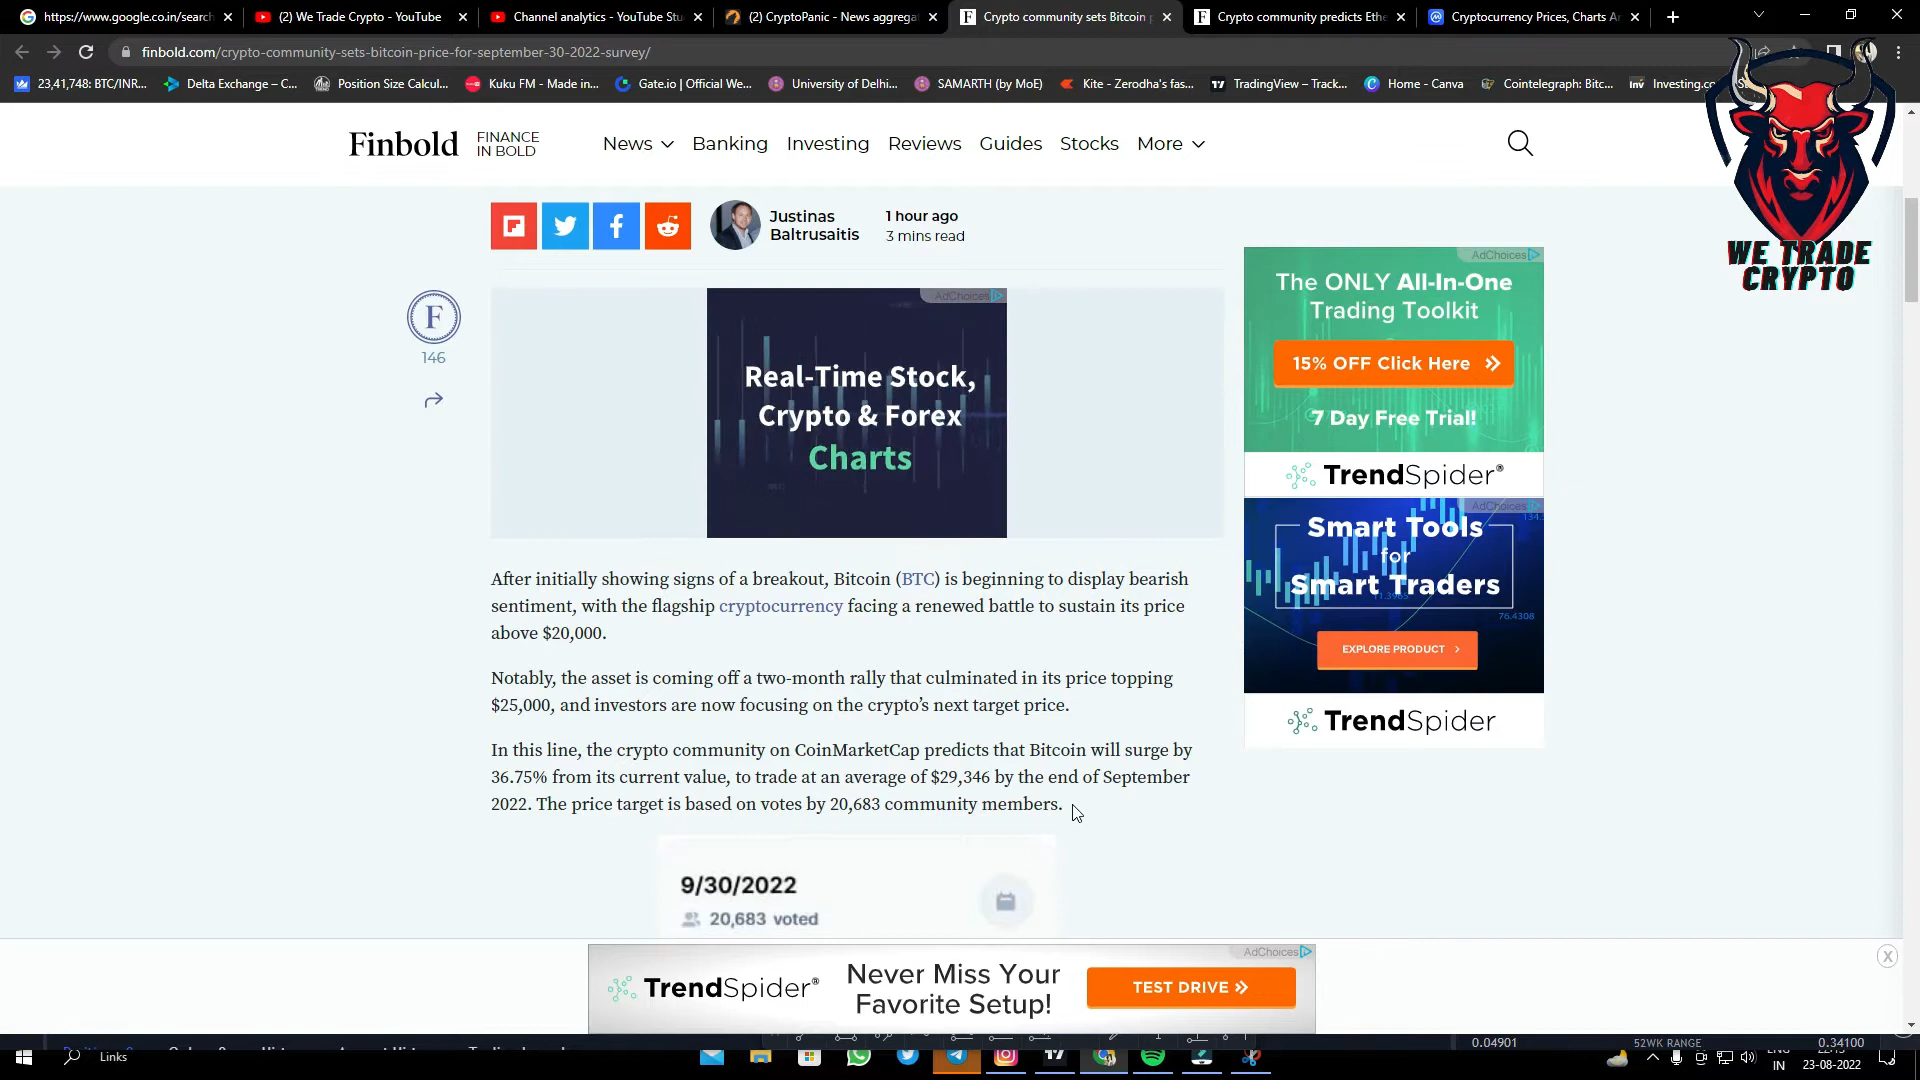 https://www.google.co.in/search
(2) We Trade Crypto - YouTube
Channel analytics - YouTube Stu
(2) CryptoPanic - News aggregat
Crypto community sets Bitcoin p
Crypto community predicts Ethe
Cryptocurrency Prices, Charts A
finbold.com/crypto-community-sets-bitcoin-price-for-september-30-2022-survey/
23,41,748: BTC/INR...
Delta Exchange – C...
Position Size Calcul...
Kuku FM - Made in...
Gate.io | Official We...
University of Delhi...
SAMARTH (by MoE)
Kite - Zerodha's fas...
TradingView – Track...
Home - Canva
Cointelegraph: Bitc...
Investing.co
WE TRADE
CRYPTO
Finbold
FINANCE
IN BOLD
News
Banking
Investing
Reviews
Guides
Stocks
More
Justinas
Baltrusaitis
1 hour ago
3 mins read
F
146
AdChoices
Real-Time Stock,
Crypto & Forex
Charts
AdChoices
The ONLY All-In-One
Trading Toolkit
15% OFF Click Here
7 Day Free Trial!
TrendSpider®
AdChoices
Smart Tools
for
Smart Traders
76.4308
EXPLORE PRODUCT
TrendSpider
After initially showing signs of a breakout, Bitcoin (BTC) is beginning to display bearish
sentiment, with the flagship cryptocurrency facing a renewed battle to sustain its price
above $20,000.
Notably, the asset is coming off a two-month rally that culminated in its price topping
$25,000, and investors are now focusing on the crypto’s next target price.
In this line, the crypto community on CoinMarketCap predicts that Bitcoin will surge by
36.75% from its current value, to trade at an average of $29,346 by the end of September
2022. The price target is based on votes by 20,683 community members.
9/30/2022
20,683 voted
AdChoices
TrendSpider®
Never Miss Your
Favorite Setup!
TEST DRIVE
0.04901
52WK RANGE
0.34100
Links
IN
23-08-2022